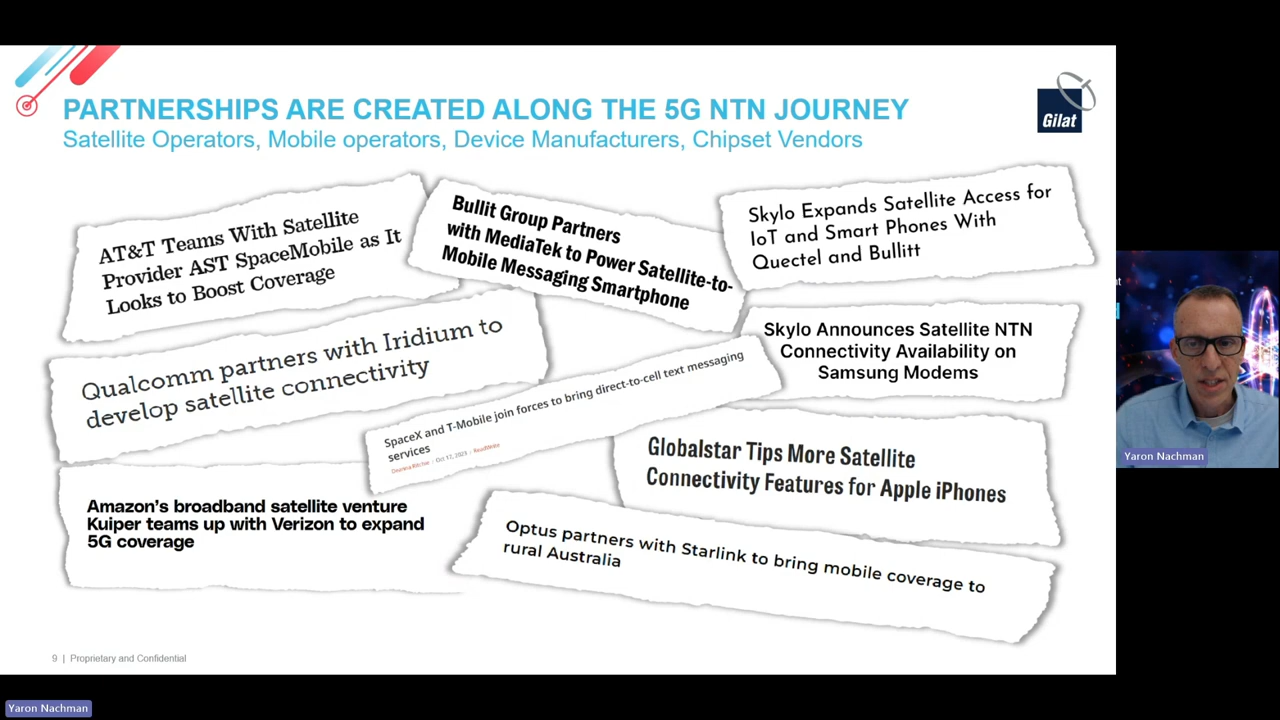 PARTNERSHIPS ARE CREATED ALONG THE 5G NTN JOURNEY
Satellite Operators, Mobile operators, Device Manufacturers, Chipset Vendors
Gilat
AT&T Teams With Satellite
Provider AST SpaceMobile as It
Looks to Boost Coverage
Bullit Group Partners
with MediaTek to Power Satellite-to-
Mobile Messaging Smartphone
Skylo Expands Satellite Access for
IoT and Smart Phones With
Quectel and Bullitt
Qualcomm partners with Iridium to
develop satellite connectivity
SpaceX and T-Mobile join forces to bring direct-to-cell text messaging
services
Deanna Ritchie / Oct 17, 2023 / ReadWrite
Skylo Announces Satellite NTN
Connectivity Availability on
Samsung Modems
Globalstar Tips More Satellite
Connectivity Features for Apple iPhones
Amazon's broadband satellite venture
Kuiper teams up with Verizon to expand
5G coverage
Optus partners with Starlink to bring mobile coverage to
rural Australia
9 | Proprietary and Confidential
Yaron Nachman
Yaron Nachman